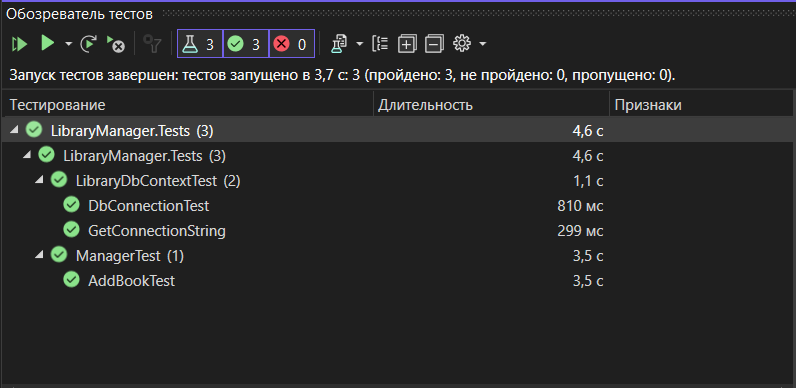 Обозреватель тестов
3 3 0
Запуск тестов завершен: тестов запущено в 3,7 с: 3 (пройдено: 3, не пройдено: 0, пропущено: 0).
Тестирование Длительность Признаки
LibraryManager.Tests (3) 4,6 с
LibraryManager.Tests (3) 4,6 с
LibraryDbContextTest (2) 1,1 с
DbConnectionTest 810 мс
GetConnectionString 299 мс
ManagerTest (1) 3,5 с
AddBookTest 3,5 с